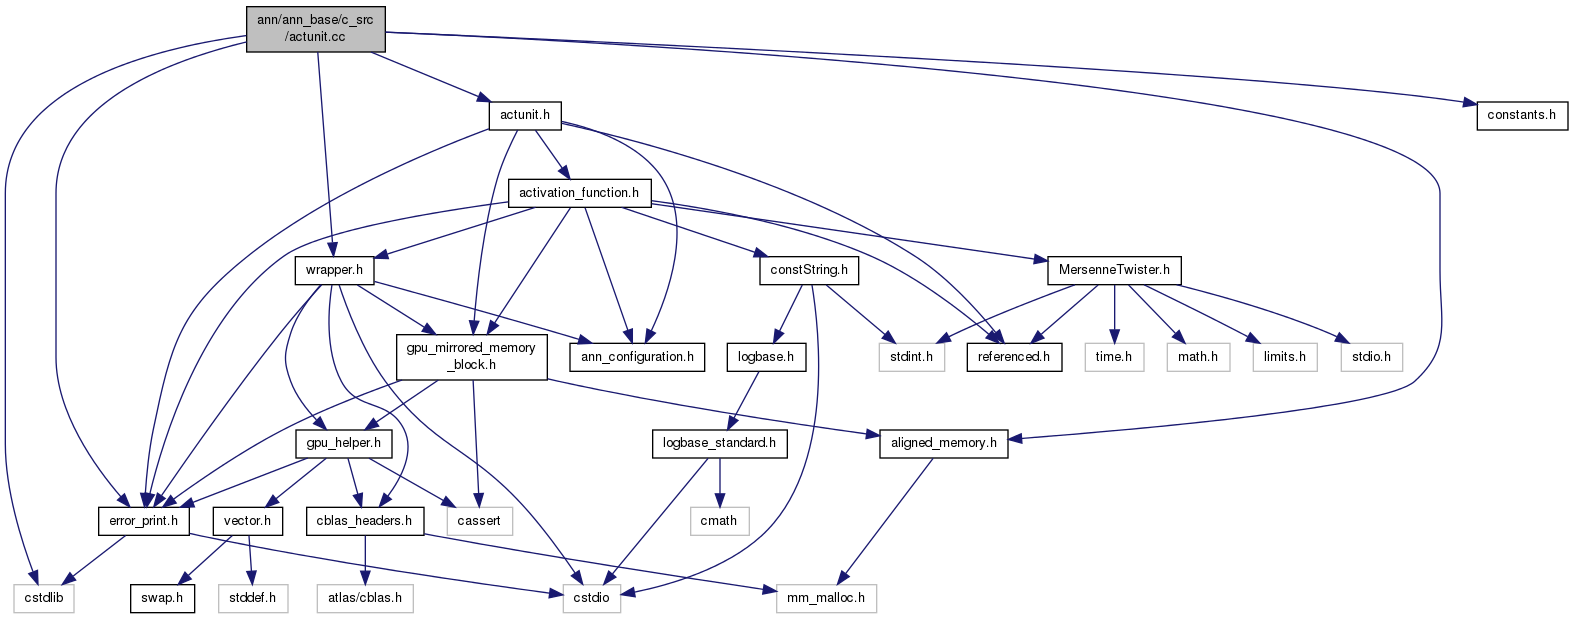 ann/ann_base/c_src
/actunit.cc
actunit.h
constants.h
activation_function.h
wrapper.h
constString.h
MersenneTwister.h
gpu_mirrored_memory
_block.h
ann_configuration.h
logbase.h
stdint.h
referenced.h
time.h
math.h
limits.h
stdio.h
gpu_helper.h
logbase_standard.h
aligned_memory.h
error_print.h
vector.h
cblas_headers.h
cassert
cmath
cstdlib
swap.h
stddef.h
atlas/cblas.h
cstdio
mm_malloc.h